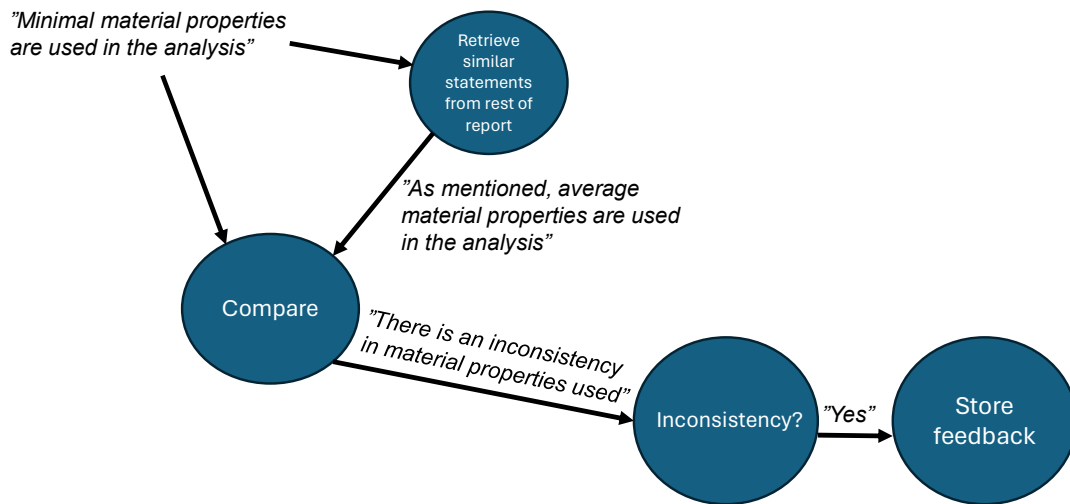 ”Minimal material properties
are used in the analysis”
Retrieve
similar
statements
from rest of
report
”As mentioned, average
material properties are used
in the analysis”
Compare
”There is an inconsistency
in material properties used”
Inconsistency?
”Yes”
Store
feedback